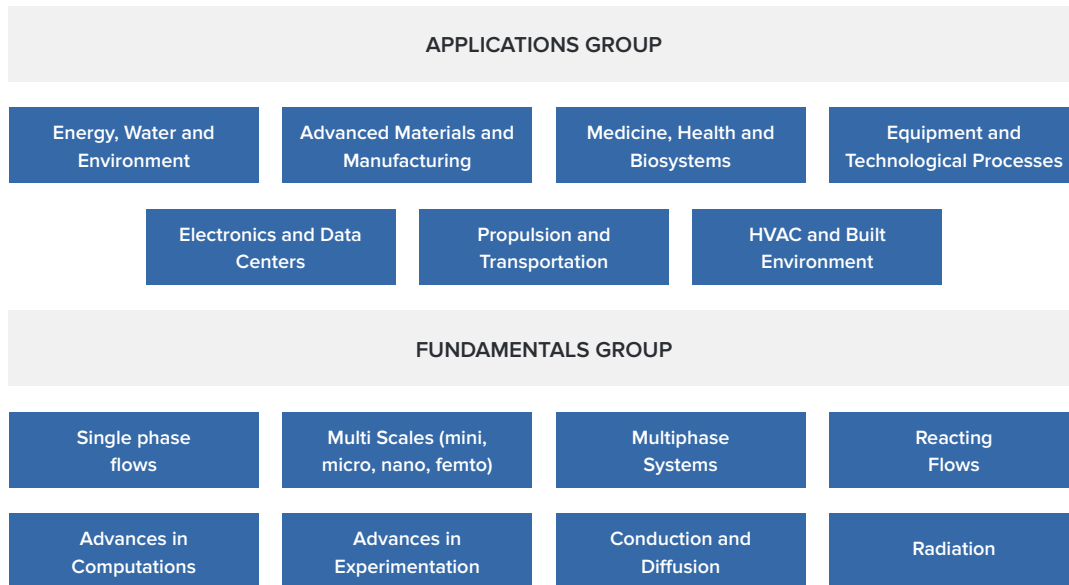 APPLICATIONS GROUP
Energy, Water and
Environment
Advanced Materials and
Manufacturing
Medicine, Health and
Biosystems
Equipment and
Technological Processes
Electronics and Data
Centers
Propulsion and
Transportation
HVAC and Built
Environment
FUNDAMENTALS GROUP
Single phase
flows
Multi Scales (mini,
micro, nano, femto)
Multiphase
Systems
Reacting
Flows
Advances in
Computations
Advances in
Experimentation
Conduction and
Diffusion
Radiation